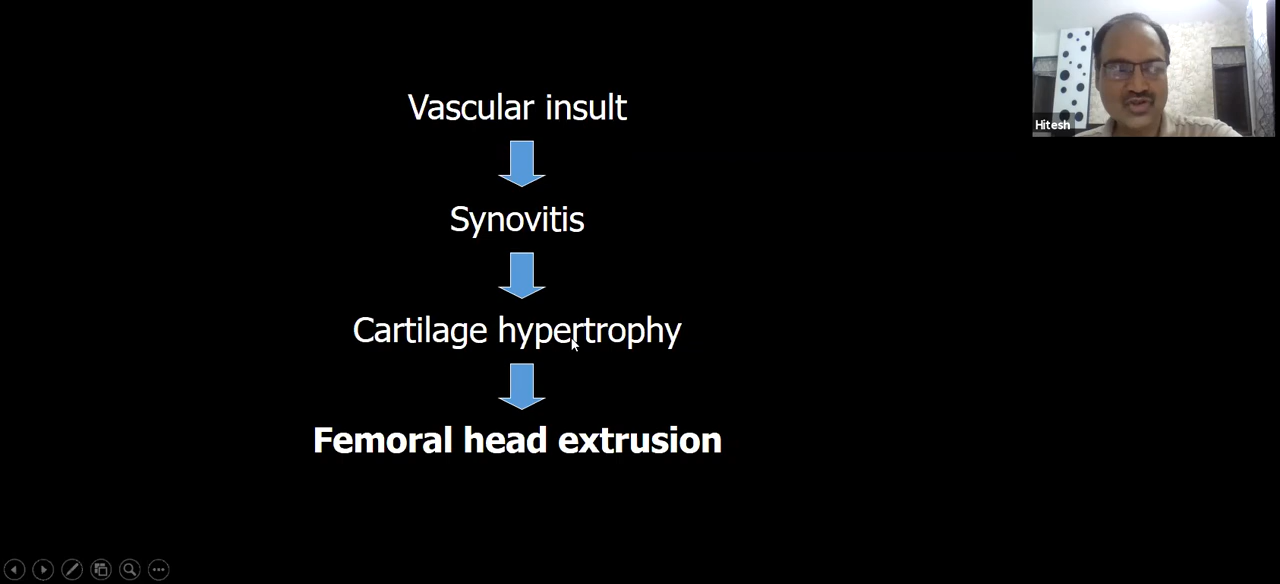 Vascular insult
Synovitis
Cartilage hypertrophy
Femoral head extrusion
Hitesh